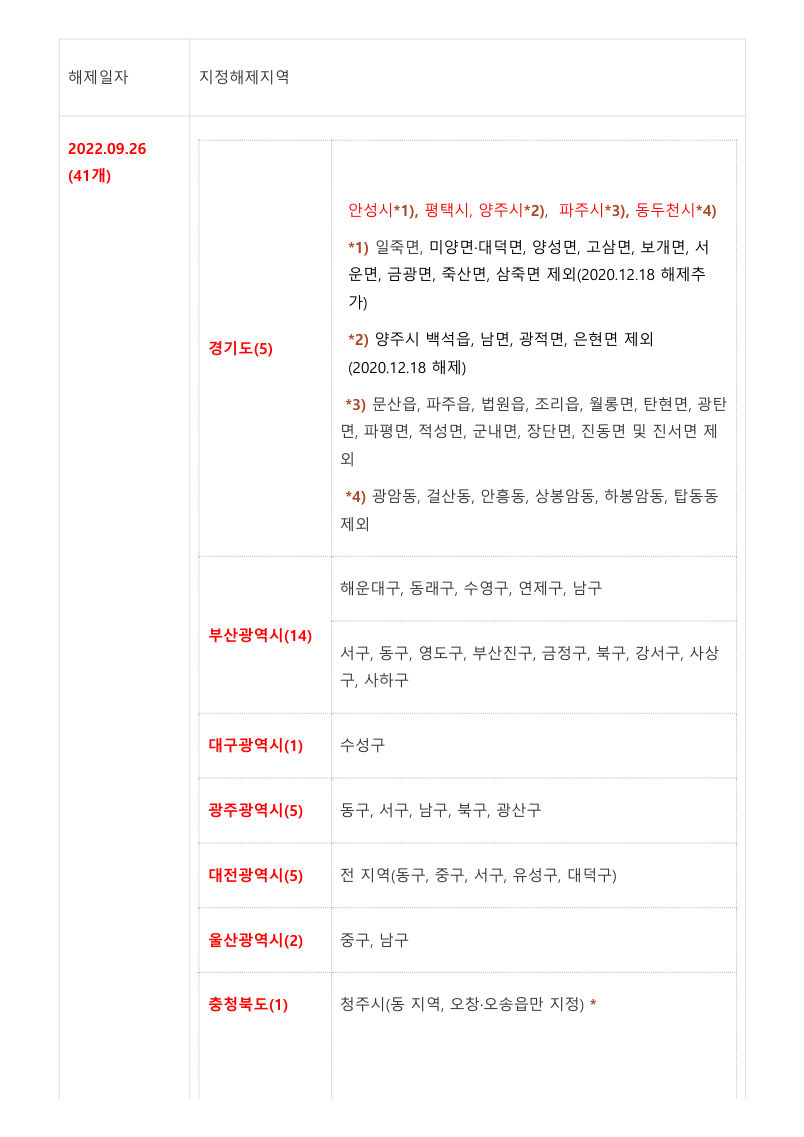 해제일자
지정해제지역
2022.09.26
(41개)
경기도(5)
안성시*1), 평택시, 양주시*2), 파주시*3), 동두천시*4)
*1) 일죽면, 미양면·대덕면, 양성면, 고삼면, 보개면, 서
운면, 금광면, 죽산면, 삼죽면 제외(2020.12.18 해제추
가)
*2) 양주시 백석읍, 남면, 광적면, 은현면 제외
(2020.12.18 해제)
*3) 문산읍, 파주읍, 법원읍, 조리읍, 월롱면, 탄현면, 광탄
면, 파평면, 적성면, 군내면, 장단면, 진동면 및 진서면 제
외
*4) 광암동, 걸산동, 안흥동, 상봉암동, 하봉암동, 탑동동
제외
부산광역시(14)
해운대구, 동래구, 수영구, 연제구, 남구
서구, 동구, 영도구, 부산진구, 금정구, 북구, 강서구, 사상
구, 사하구
대구광역시(1)
수성구
광주광역시(5)
동구, 서구, 남구, 북구, 광산구
대전광역시(5)
전 지역(동구, 중구, 서구, 유성구, 대덕구)
울산광역시(2)
중구, 남구
충청북도(1)
청주시(동 지역, 오창·오송읍만 지정) *